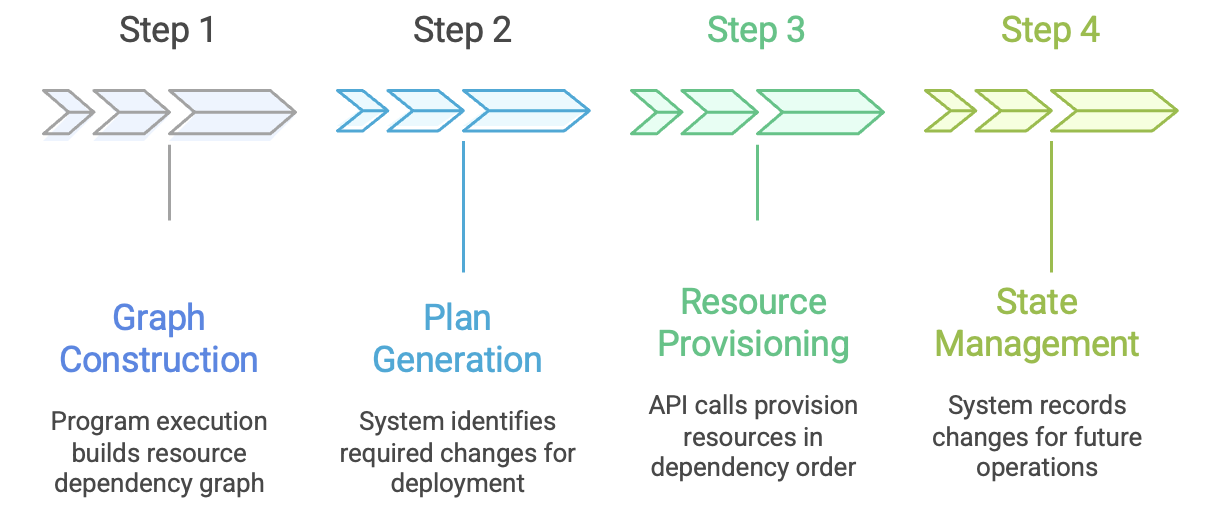 Step 1
Step 2
Step 3
Step 4
Graph
Construction
Program execution
builds resource
dependency graph
Plan
Generation
System identifies
required changes for
deployment
Resource
Provisioning
API calls provision
resources in
dependency order
State
Management
System records
changes for future
operations